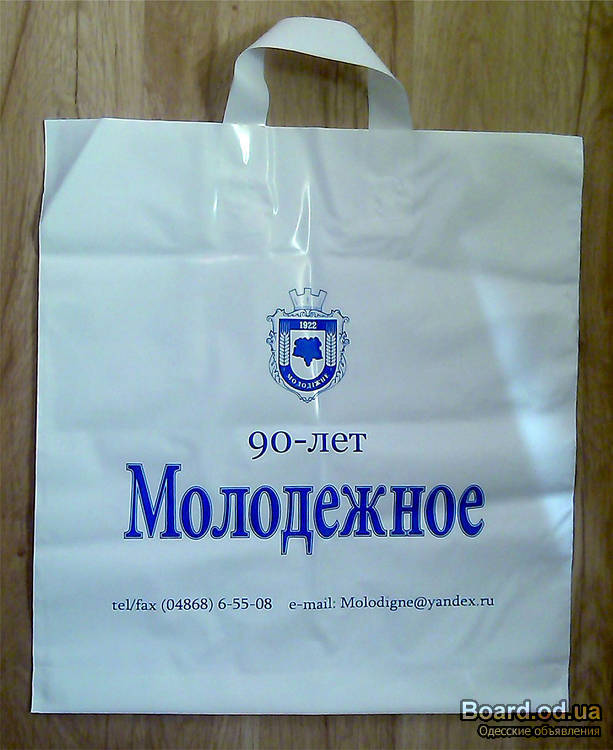 1922
МОЛОДІЖНЕ
90-лет
Молодежное
tel/fax (04868) 6-55-08 e-mail: Molodigne@yandex.ru
Board.od.ua
Одесские объявления